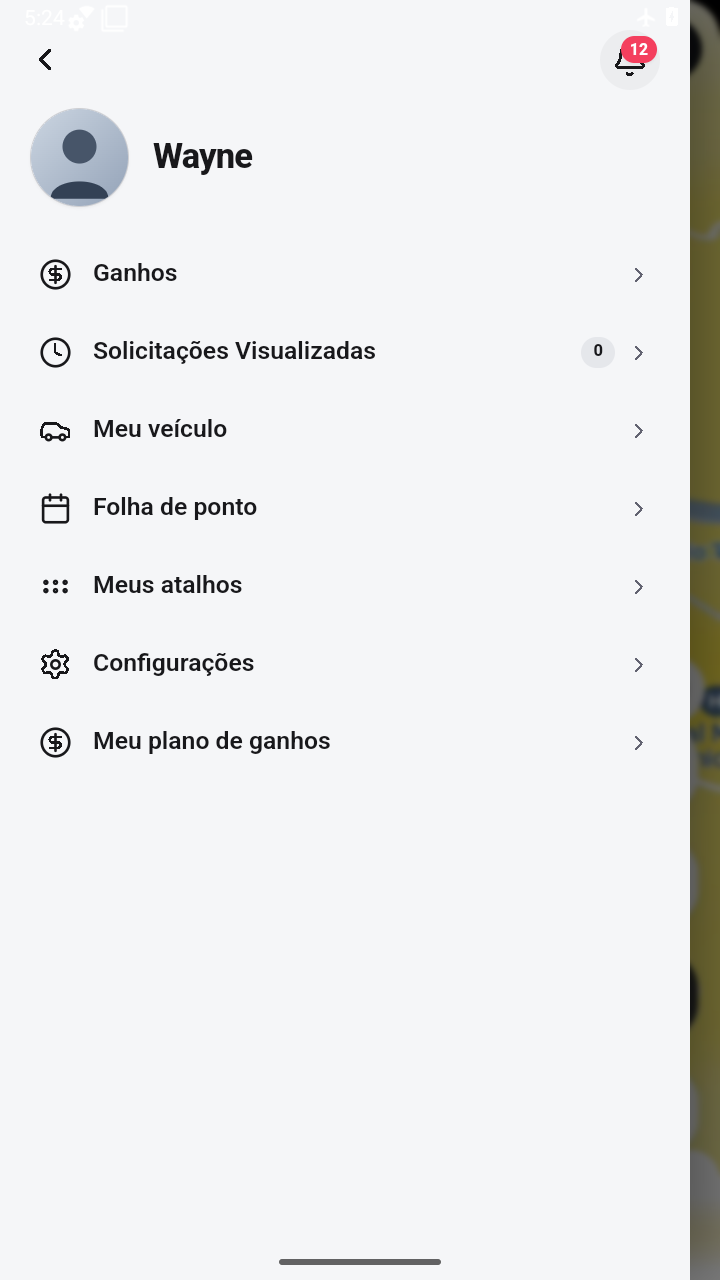 5:24
12
Wayne
Ganhos
Solicitações Visualizadas
0
Meu veículo
Folha de ponto
Meus atalhos
Configurações
Meu plano de ganhos